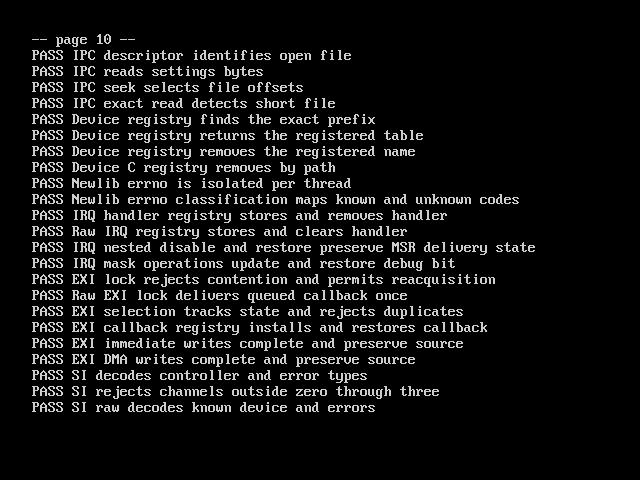 -- page 10 --
PASS IPC descriptor identifies open file
PASS IPC reads settings bytes
PASS IPC seek selects file offsets
PASS IPC exact read detects short file
PASS Device registry finds the exact prefix
PASS Device registry returns the registered table
PASS Device registry removes the registered name
PASS Device C registry removes by path
PASS Newlib errno is isolated per thread
PASS Newlib errno classification maps known and unknown codes
PASS IRQ handler registry stores and removes handler
PASS Raw IRQ registry stores and clears handler
PASS IRQ nested disable and restore preserve MSR delivery state
PASS IRQ mask operations update and restore debug bit
PASS EXI lock rejects contention and permits reacquisition
PASS Raw EXI lock delivers queued callback once
PASS EXI selection tracks state and rejects duplicates
PASS EXI callback registry installs and restores callback
PASS EXI immediate writes complete and preserve source
PASS EXI DMA writes complete and preserve source
PASS SI decodes controller and error types
PASS SI rejects channels outside zero through three
PASS SI raw decodes known device and errors